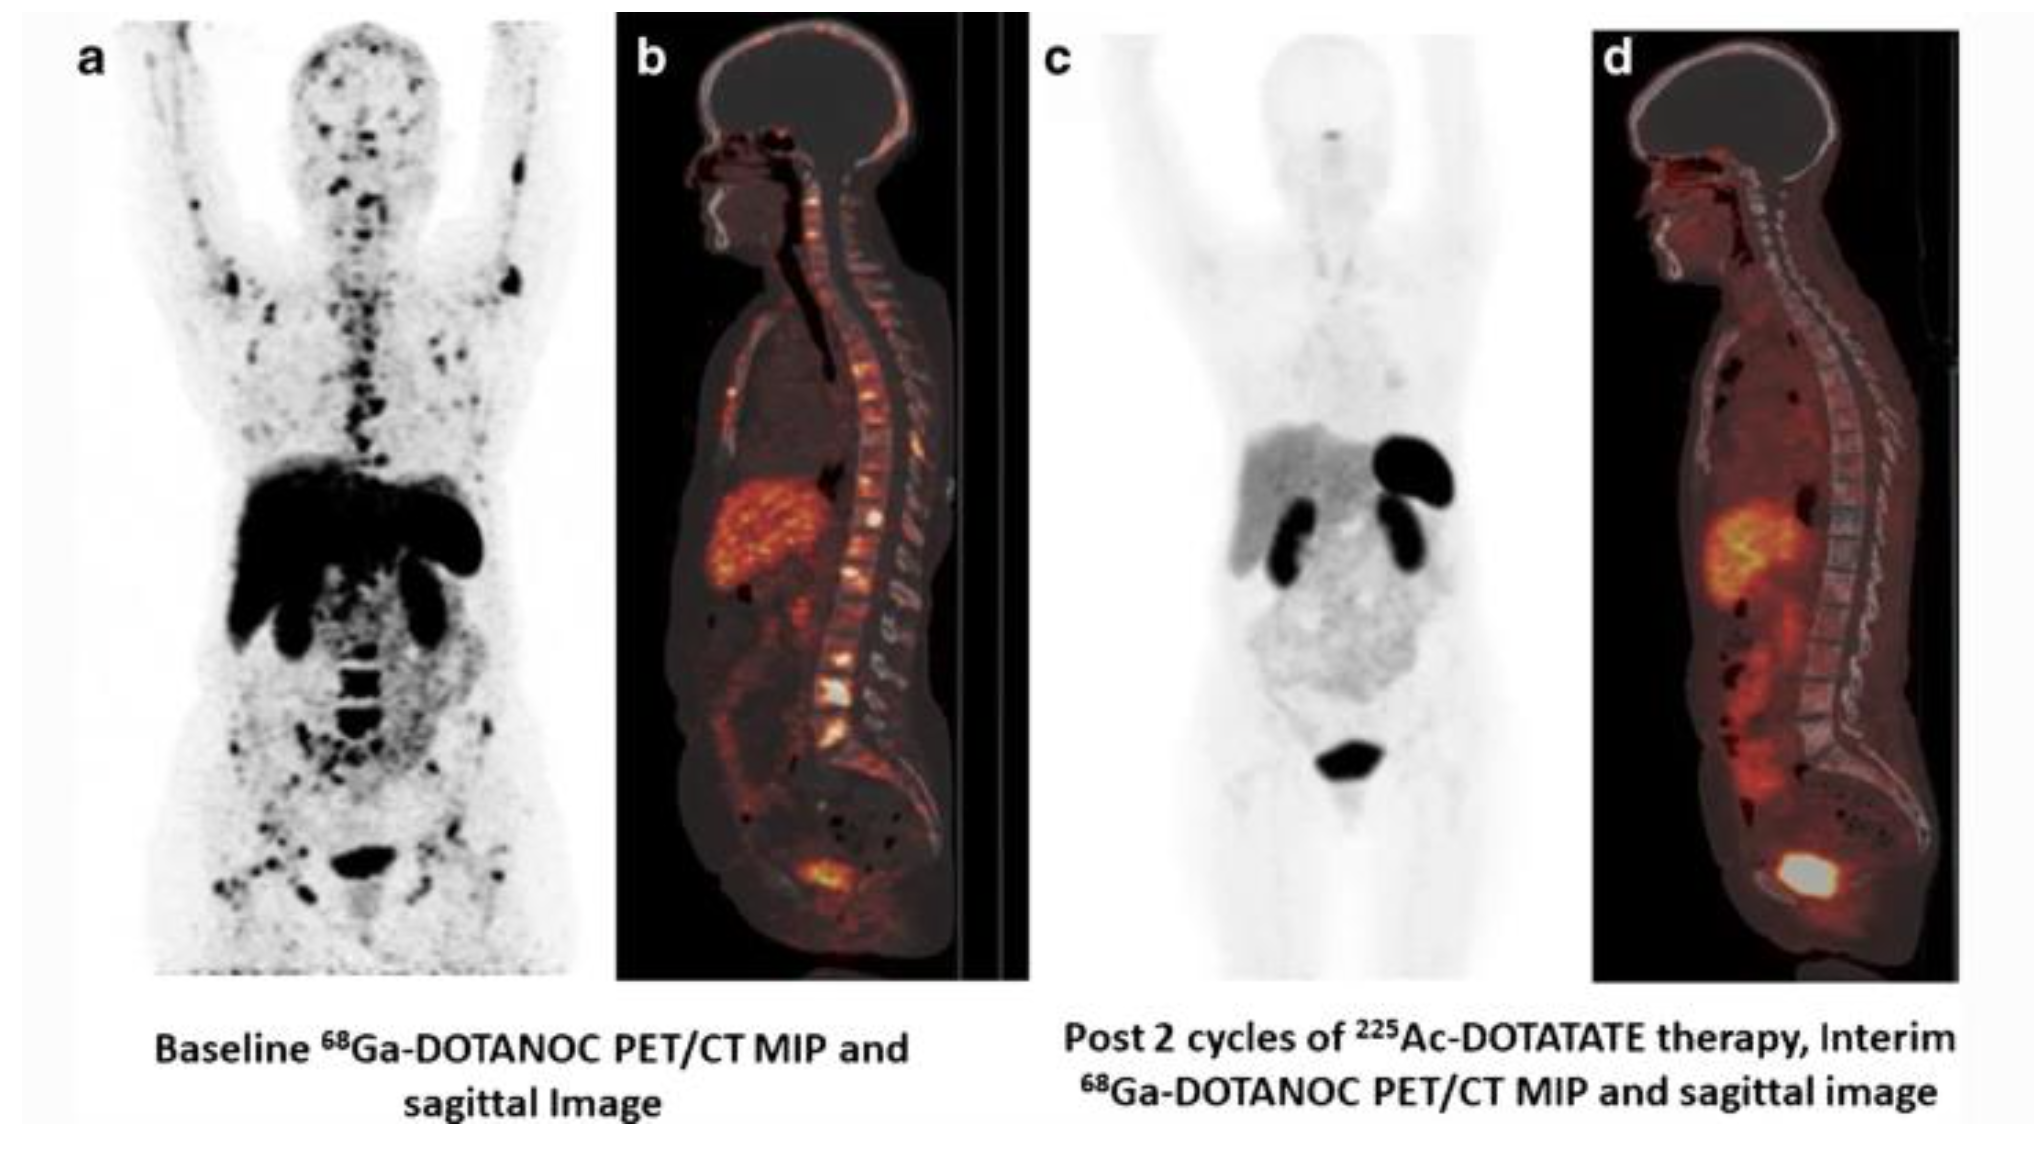 a
b
c
d
Baseline ⁶⁸Ga-DOTANOC PET/CT MIP and
sagittal Image
Post 2 cycles of ²²⁵Ac-DOTATATE therapy, Interim
⁶⁸Ga-DOTANOC PET/CT MIP and sagittal image